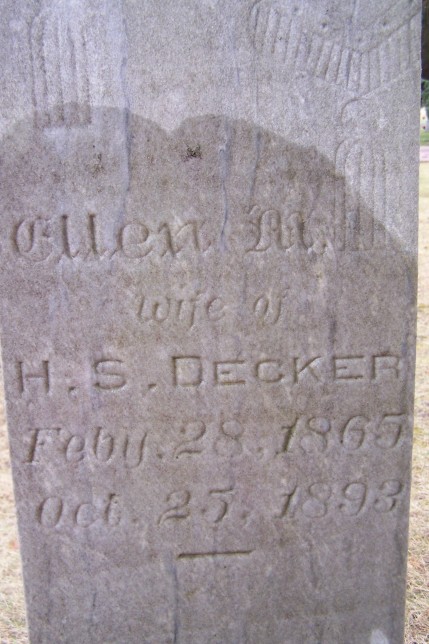 Ellen M.
wife of
H. S. DECKER
Feby. 28, 1865
Oct. 25, 1893